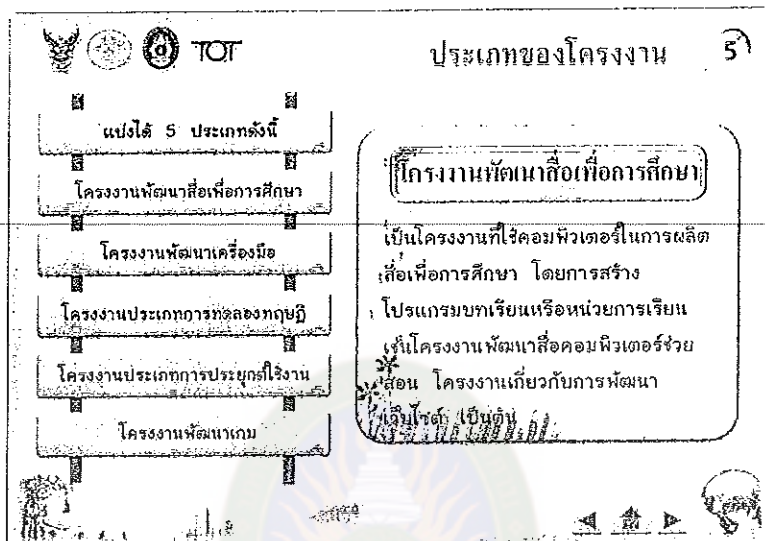 TOT
ประเภทของโครงงาน
5
แบ่งได้ 5 ประเภทดังนี้
โครงงานพัฒนาสื่อเพื่อการศึกษา
โครงงานพัฒนาเครื่องมือ
โครงงานประเภทการทดลองทฤษฎี
โครงงานประเภทการประยุกต์ใช้งาน
โครงงานพัฒนาเกม
โครงงานพัฒนาสื่อเพื่อการศึกษา
เป็นโครงงานที่ใช้คอมพิวเตอร์ในการผลิต
สื่อเพื่อการศึกษา โดยการสร้าง
โปรแกรมบทเรียนหรือหน่วยการเรียน
เช่นโครงงานพัฒนาสื่อคอมพิวเตอร์ช่วย
สอน โครงงานเกี่ยวกับการพัฒนา
เว็บไซต์ เป็นต้น